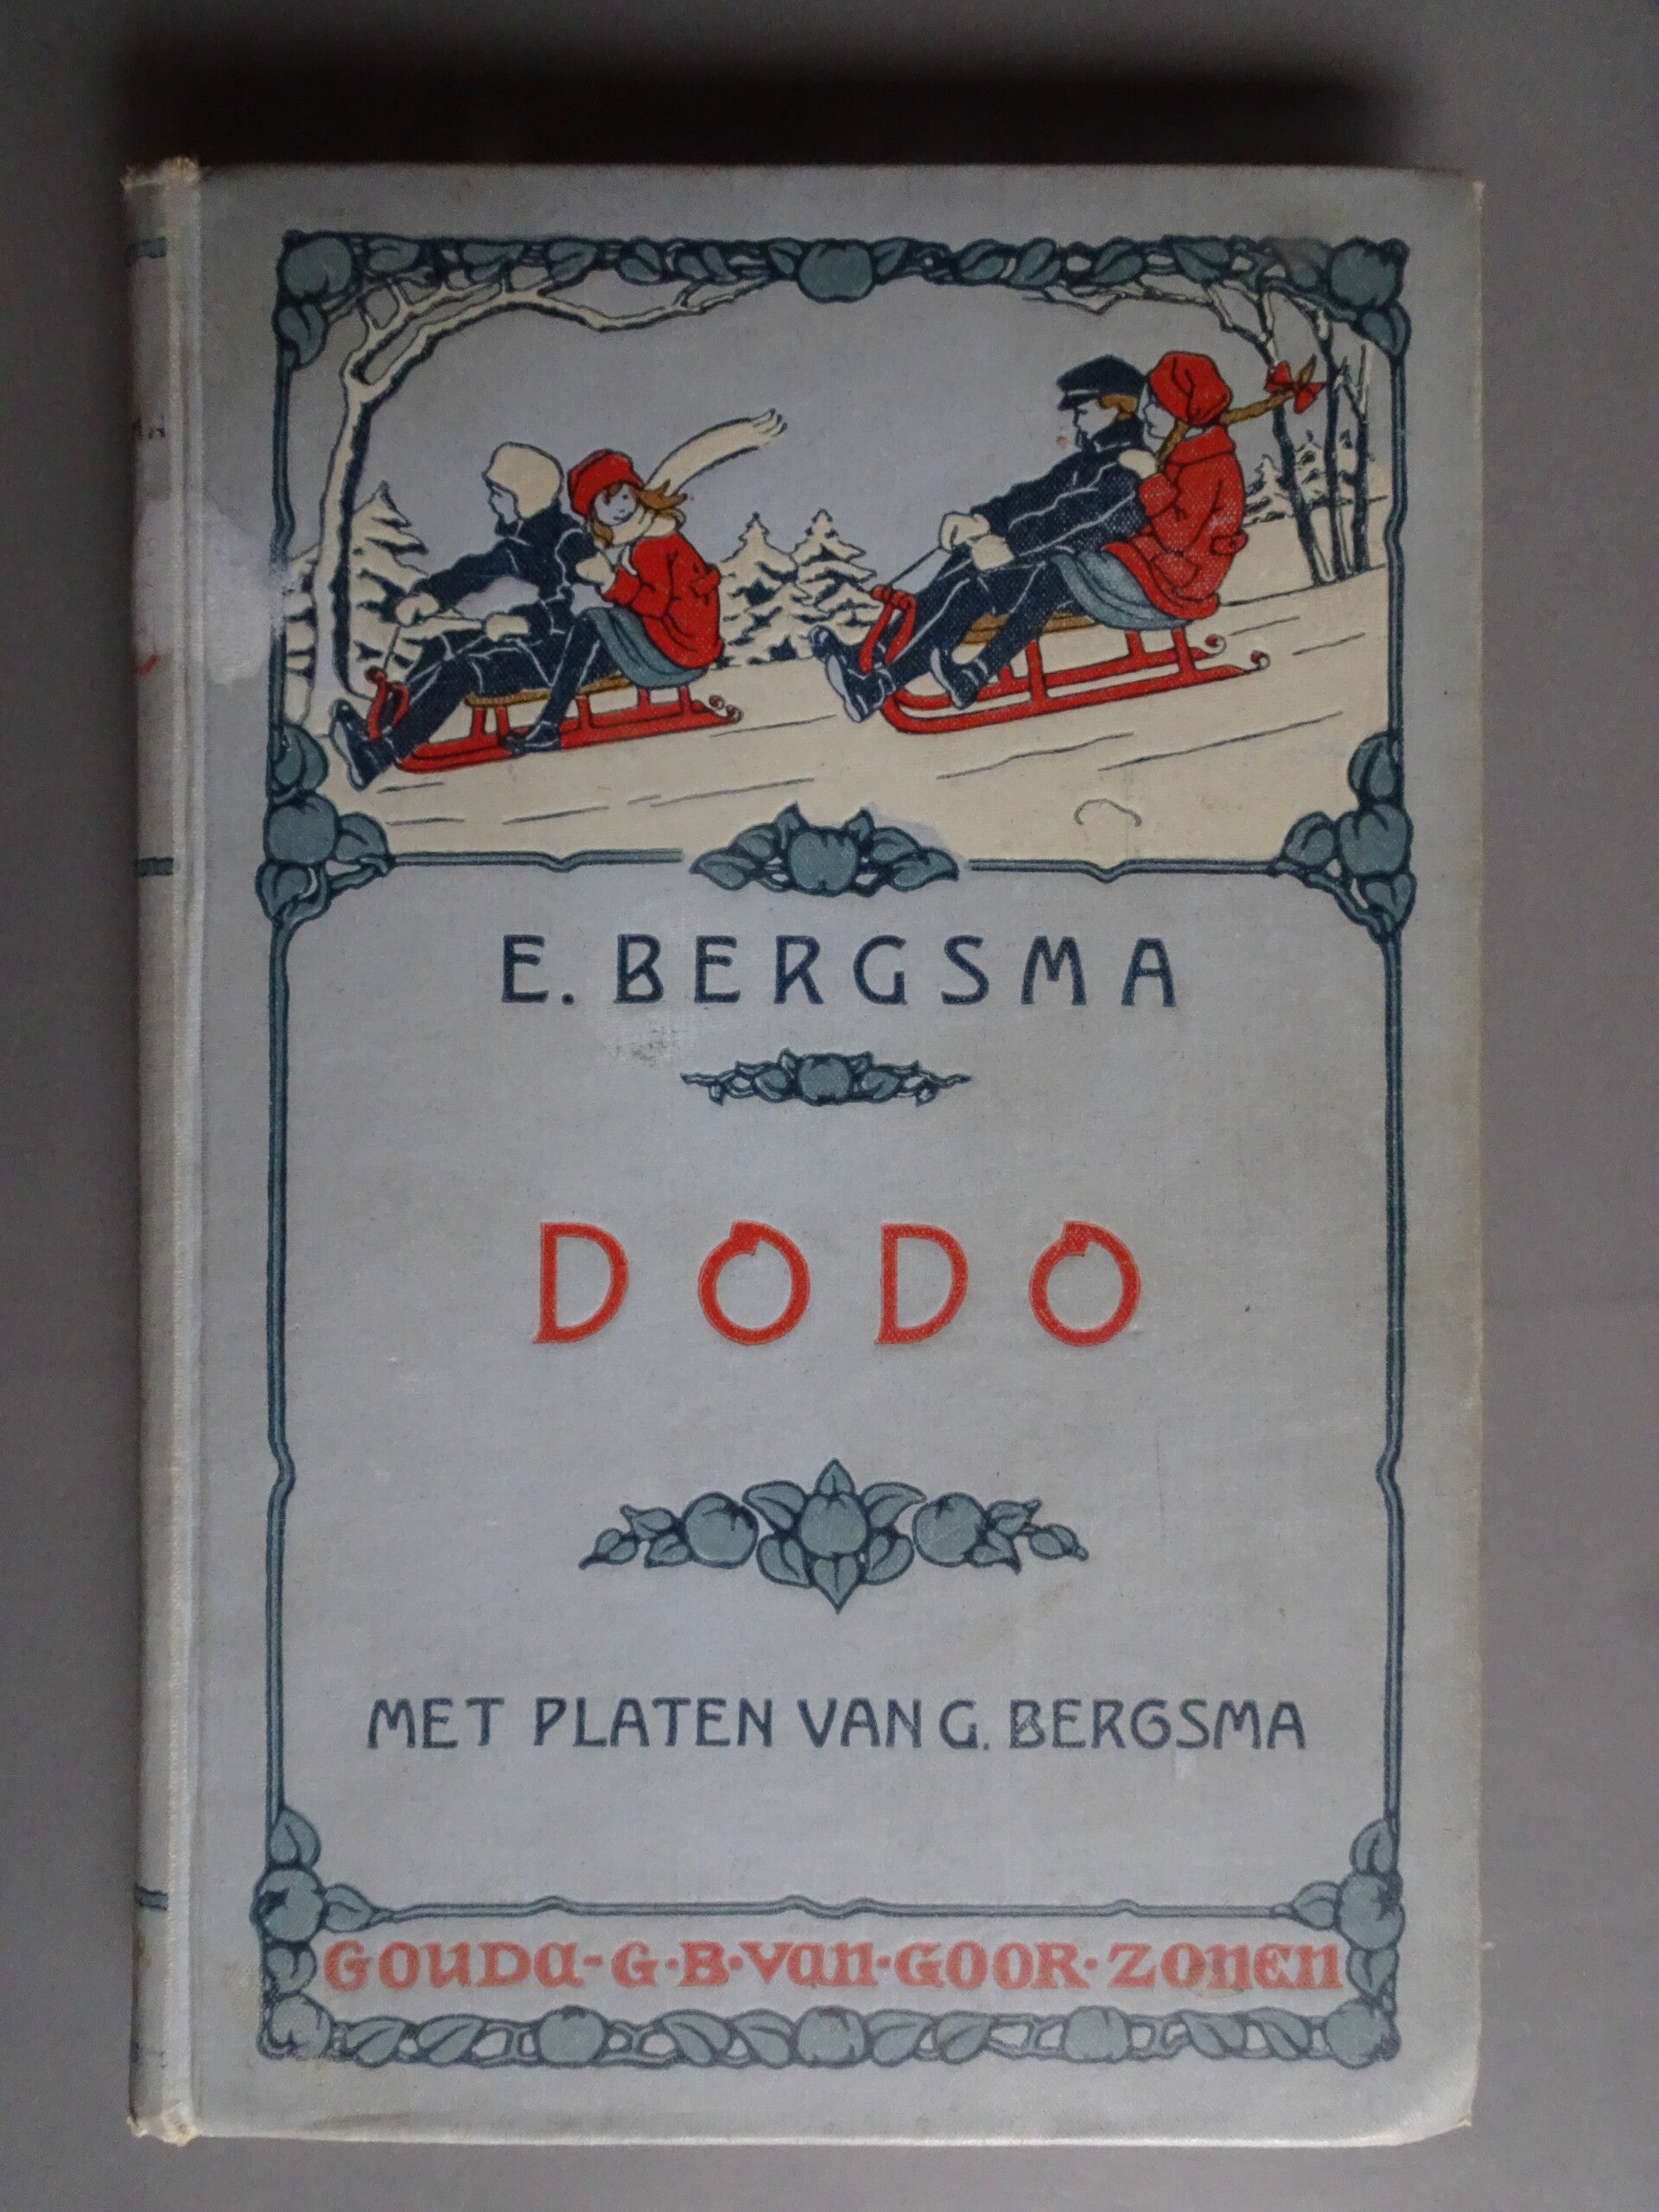 E. BERGSMA
DODO
MET PLATEN VAN G. BERGSMA
GOUDA-G·B·VAN·GOOR·ZONEN